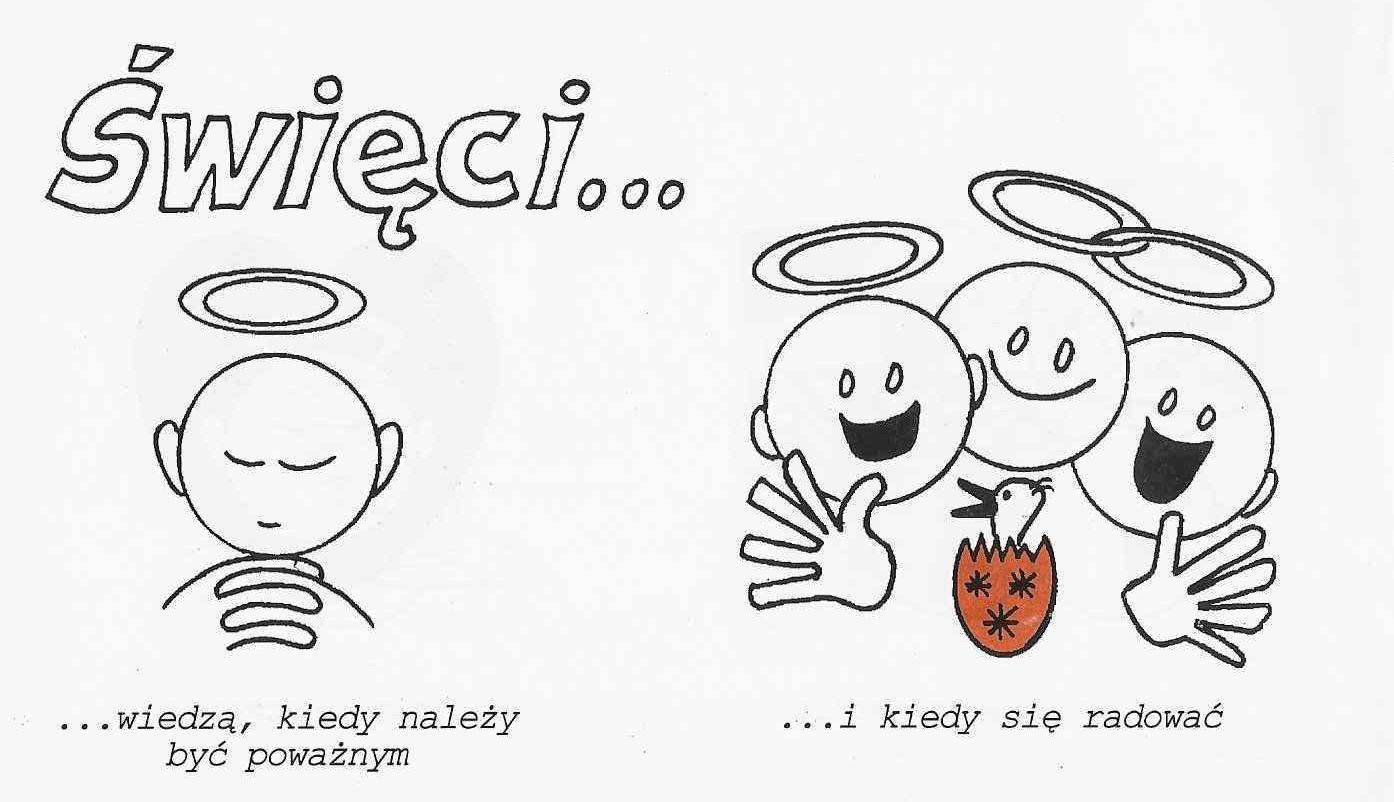 Święci...
...wiedzą, kiedy należy
być poważnym
...i kiedy się radować